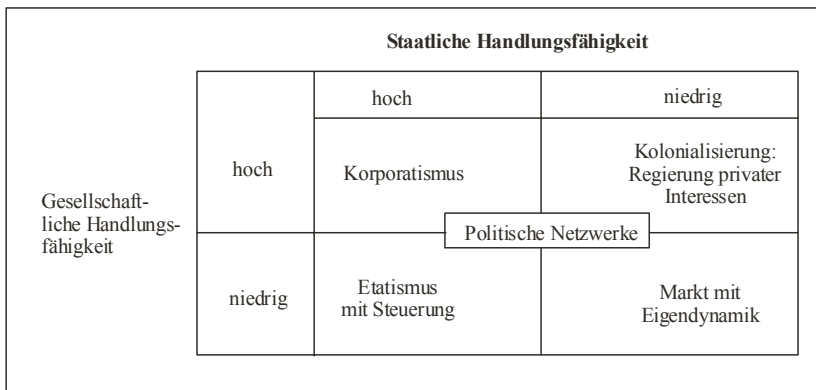 Staatliche Handlungsfähigkeit
hoch
niedrig
hoch
Korporatismus
Kolonialisierung:
Regierung privater
Interessen
Gesellschaft-
liche Handlungs-
fähigkeit
Politische Netzwerke
niedrig
Etatismus
mit Steuerung
Markt mit
Eigendynamik